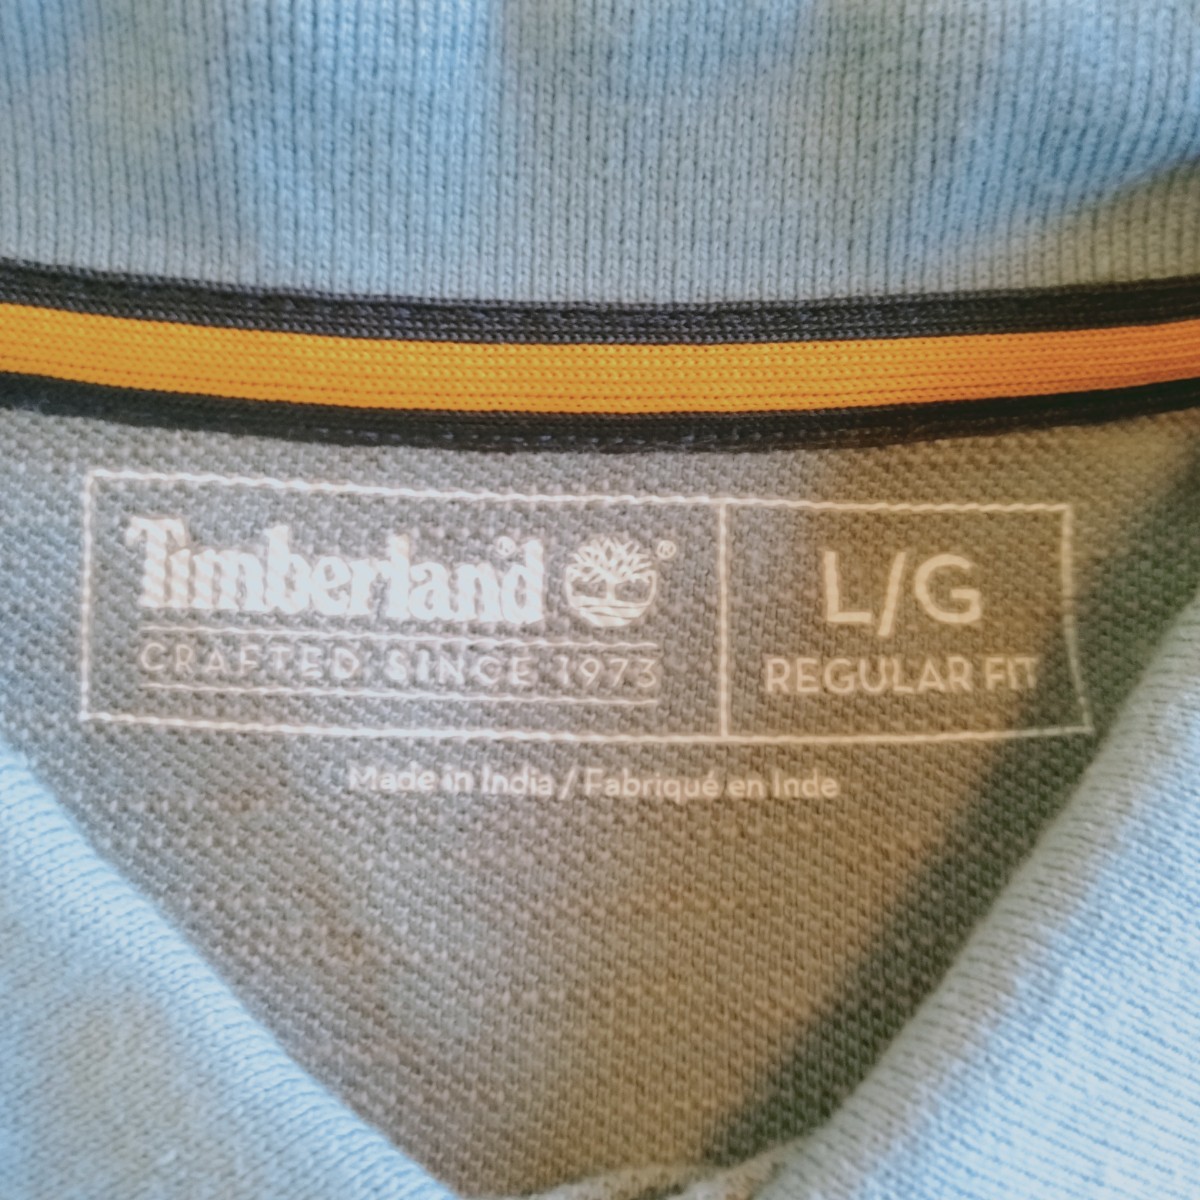 Timberland®
CRAFTED SINCE 1973
L/G
REGULAR FIT
Made in India / Fabriqué en Inde